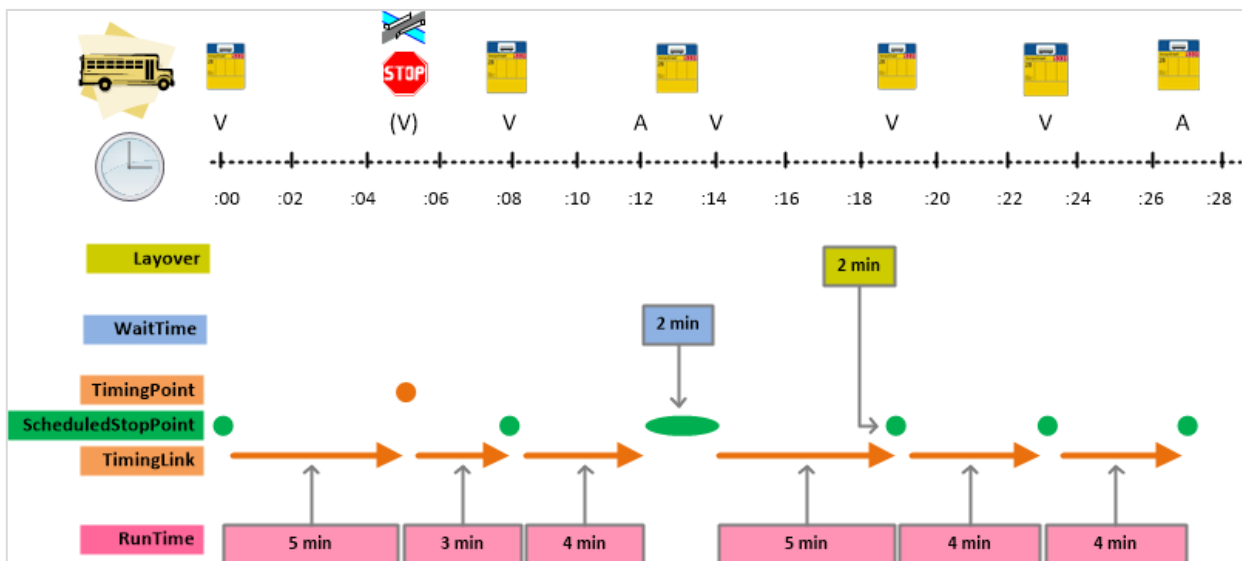 STOP
V (V) V A V V V A
:00 :02 :04 :06 :08 :10 :12 :14 :16 :18 :20 :22 :24 :26 :28
Layover
2 min
WaitTime
2 min
TimingPoint
ScheduledStopPoint
TimingLink
RunTime
5 min 3 min 4 min 5 min 4 min 4 min